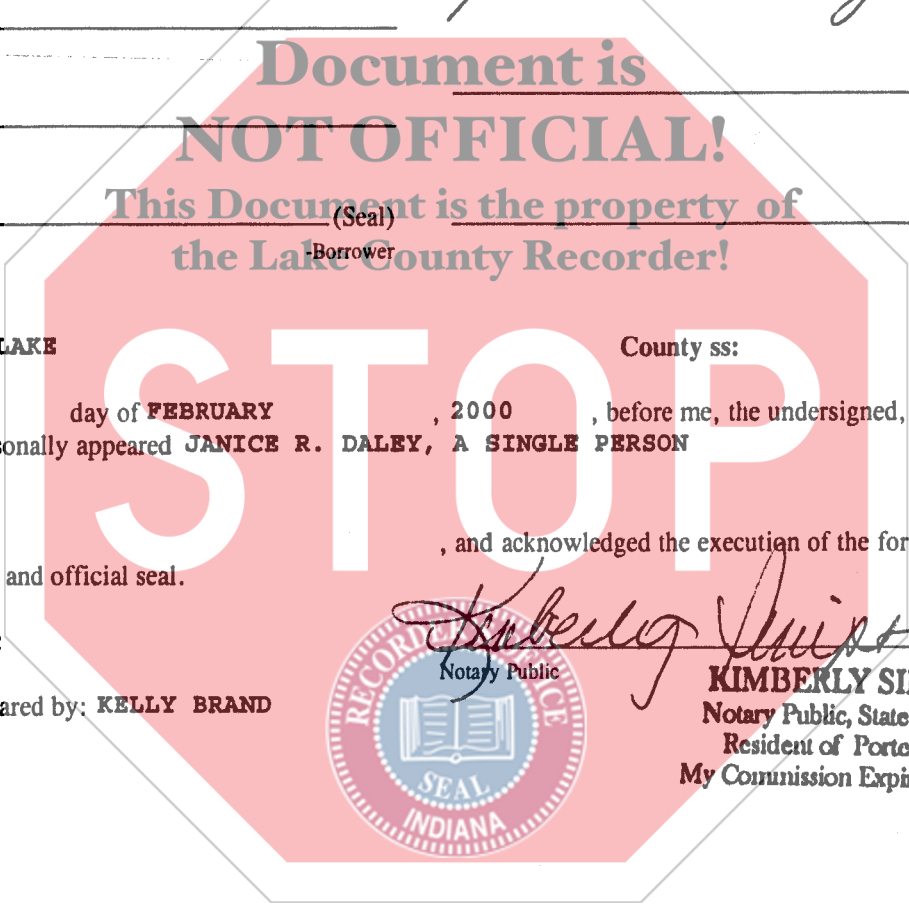 Document is
NOT OFFICIAL!
This Document is the property of
the Lake County Recorder!
(Seal)
-Borrower
LAKE County ss:
STOP
day of FEBRUARY , 2000 , before me, the undersigned,
sonally appeared JANICE R. DALEY, A SINGLE PERSON
, and acknowledged the execution of the for
and official seal.
Kimberly
Notary Public
RECORDER'S OFFICE
SEAL
INDIANA
KIMBERLY SI
ared by: KELLY BRAND
Notary Public, State
Resident of Porte
My Commission Expi